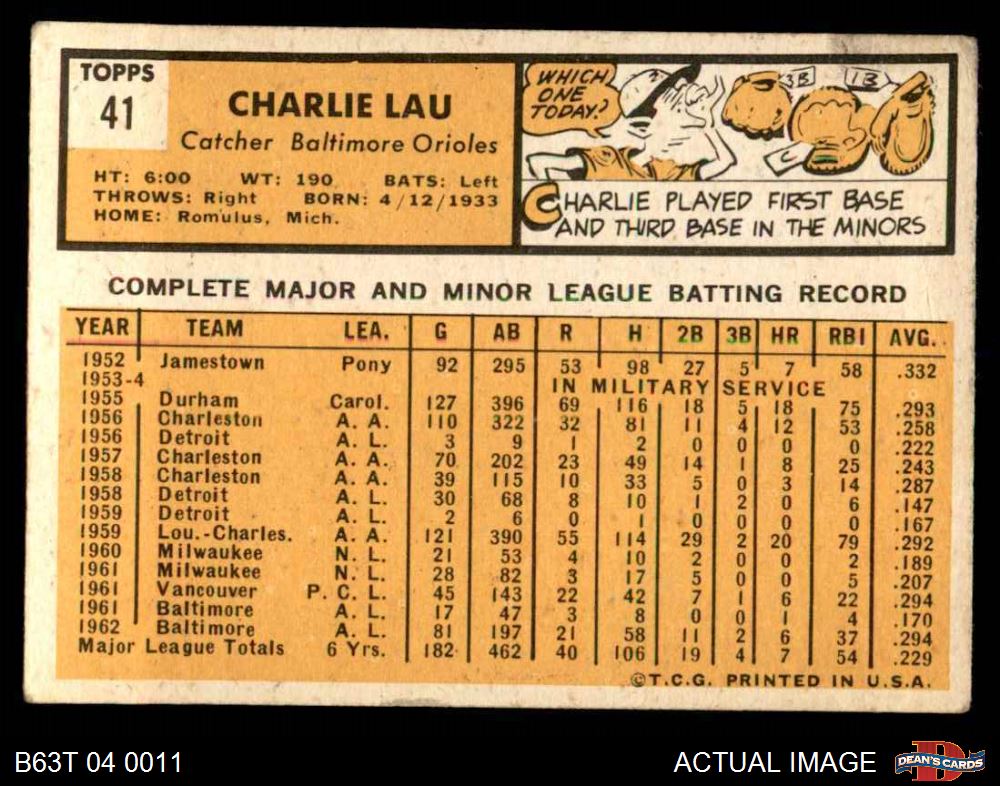 TOPPS
41
CHARLIE LAU
Catcher Baltimore Orioles
HT: 6:00 WT: 190 BATS: Left
THROWS: Right BORN: 4/12/1933
HOME: Romulus, Mich.
WHICH
ONE
TODAY?
3B
1B
CHARLIE PLAYED FIRST BASE
AND THIRD BASE IN THE MINORS
COMPLETE MAJOR AND MINOR LEAGUE BATTING RECORD
YEAR TEAM LEA. G AB R H 2B 3B HR RBI AVG.
1952 Jamestown Pony 92 295 53 98 27 5 7 58 .332
1953-4 IN MILITARY SERVICE
1955 Durham Carol. 127 396 69 116 18 5 18 75 .293
1956 Charleston A. A. 110 322 32 81 11 4 12 53 .258
1956 Detroit A. L. 3 9 1 2 0 0 0 0 .222
1957 Charleston A. A. 70 202 23 49 14 1 8 25 .243
1958 Charleston A. A. 39 115 10 33 5 0 3 14 .287
1958 Detroit A. L. 30 68 8 10 1 2 0 6 .147
1959 Detroit A. L. 2 6 0 1 0 0 0 0 .167
1959 Lou.-Charles. A. A. 121 390 55 114 29 2 20 79 .292
1960 Milwaukee N. L. 21 53 4 10 2 0 0 2 .189
1961 Milwaukee N. L. 28 82 3 17 5 0 0 5 .207
1961 Vancouver P. C. L. 45 143 22 42 7 1 6 22 .294
1961 Baltimore A. L. 17 47 3 8 0 0 1 4 .170
1962 Baltimore A. L. 81 197 21 58 11 2 6 37 .294
Major League Totals 6 Yrs. 182 462 40 106 19 4 7 54 .229
©T.C.G. PRINTED IN U.S.A.
B63T 04 0011
ACTUAL IMAGE
DEAN'S CARDS